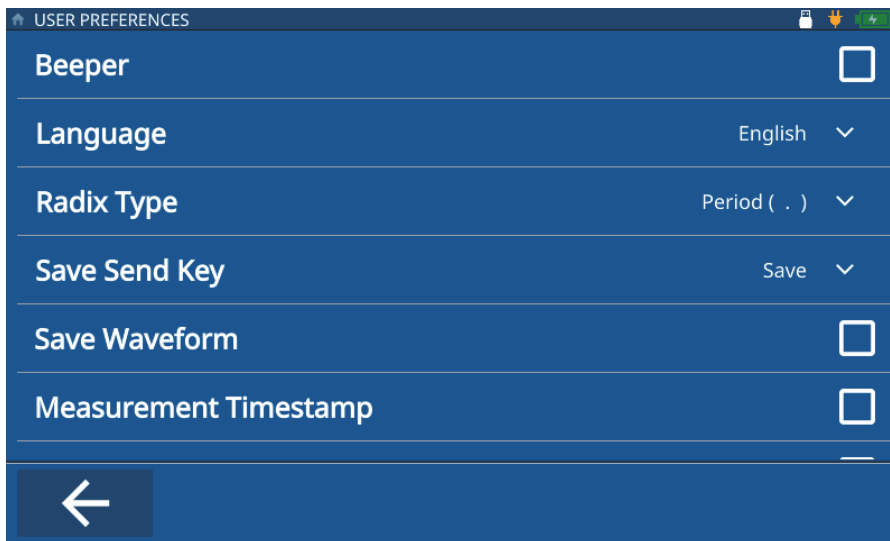 USER PREFERENCES
Beeper
Language English
Radix Type Period ( . )
Save Send Key Save
Save Waveform
Measurement Timestamp